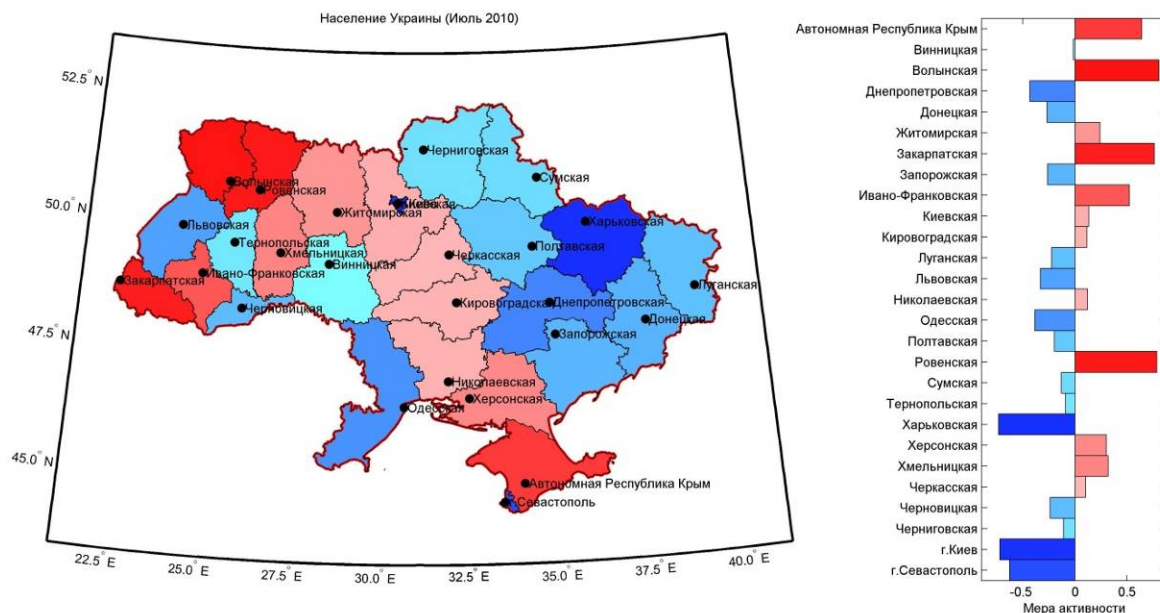 Население Украины (Июль 2010)
52.5° N
50.0° N
47.5° N
45.0° N
22.5° E
25.0° E
27.5° E
30.0° E
32.5° E
35.0° E
37.5° E
40.0° E
Черниговская
Сумская
Волынская
Ровенская
Киевская
Житомирская
Харьковская
Львовская
Тернопольская
Хмельницкая
Полтавская
Черкасская
Винницкая
Ивано-Франковская
Закарпатская
Луганская
Черновицкая
Кировоградская
Днепропетровская
Донецкая
Запорожская
Николаевская
Херсонская
Одесская
Автономная Республика Крым
Севастополь
Автономная Республика Крым
Винницкая
Волынская
Днепропетровская
Донецкая
Житомирская
Закарпатская
Запорожская
Ивано-Франковская
Киевская
Кировоградская
Луганская
Львовская
Николаевская
Одесская
Полтавская
Ровенская
Сумская
Тернопольская
Харьковская
Херсонская
Хмельницкая
Черкасская
Черновицкая
Черниговская
г.Киев
г.Севастополь
-0.5 0 0.5
Мера активности